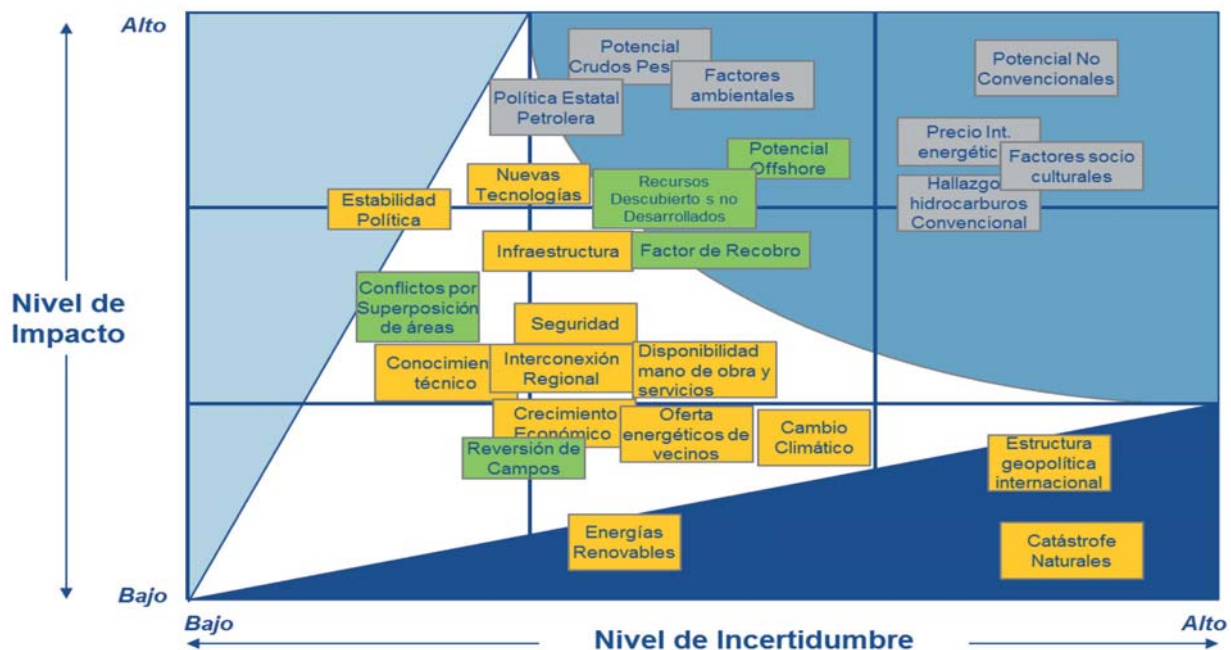 Alto
Potencial
Crudos Pes
Factores
ambientales
Potencial No
Convencionales
Política Estatal
Petrolera
Precio Int.
energétic
Factores socio
culturales
Potencial
Offshore
Nuevas
Tecnologías
Recursos
Descubierto s no
Desarrollados
Hallazgo
hidrocarburos
Convencional
Estabilidad
Política
Infraestructura
Factor de Recobro
Conflictos por
Superposición
de áreas
Nivel de
Impacto
Seguridad
Conocimien
técnico
Interconexión
Regional
Disponibilidad
mano de obra y
servicios
Crecimiento
Económico
Oferta
energéticos de
vecinos
Cambio
Climático
Reversión de
Campos
Estructura
geopolítica
internacional
Energías
Renovables
Catástrofe
Naturales
Bajo
Bajo
Nivel de Incertidumbre
Alto